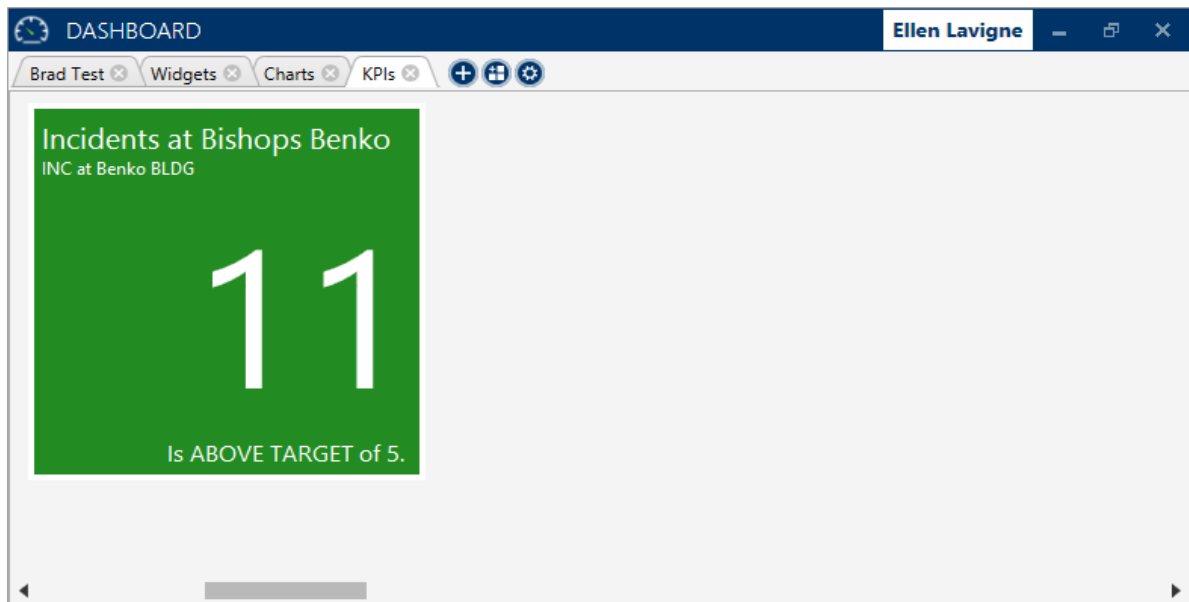 DASHBOARD
Ellen Lavigne
Brad Test
Widgets
Charts
KPIs
Incidents at Bishops Benko
INC at Benko BLDG
11
Is ABOVE TARGET of 5.